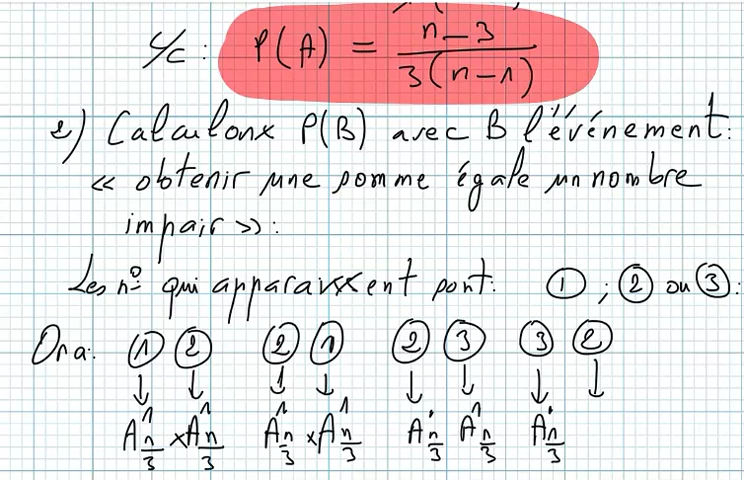 C/C : P(A) = n-3 / 3(n-1)
2) Calculons P(B) avec B l'événement :
« obtenir une somme égale un nombre
impair » :
Les nº qui apparaissent sont : ① ; ② ou ③ :
On a : ① ② ② ① ② ③ ③ ②
↓ ↓ ↓ ↓ ↓ ↓ ↓ ↓
A¹n/3 × A¹n/3 A¹n/3 × A¹n/3 A¹n/3 A¹n/3 A¹n/3